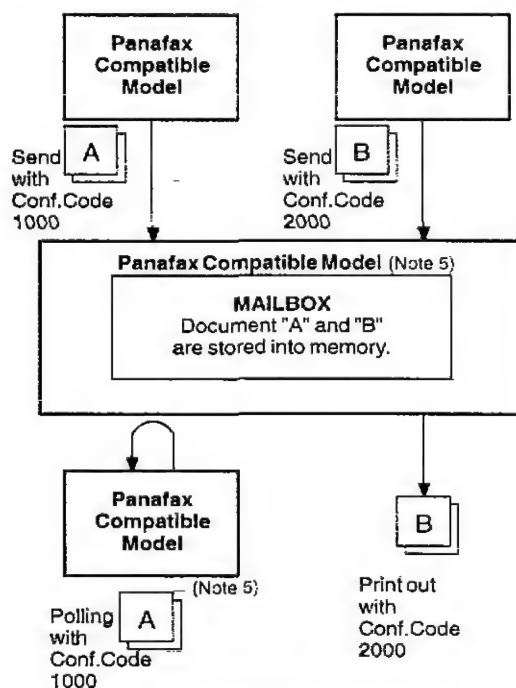 Panafax
Compatible
Model
Panafax
Compatible
Model
Send
with
Conf.Code
1000
A
Send
with
Conf.Code
2000
B
Panafax Compatible Model (Note 5)
MAILBOX
Document "A" and "B"
are stored into memory.
Panafax
Compatible
Model
(Note 5)
Polling
with
Conf.Code
1000
A
B
Print out
with
Conf.Code
2000